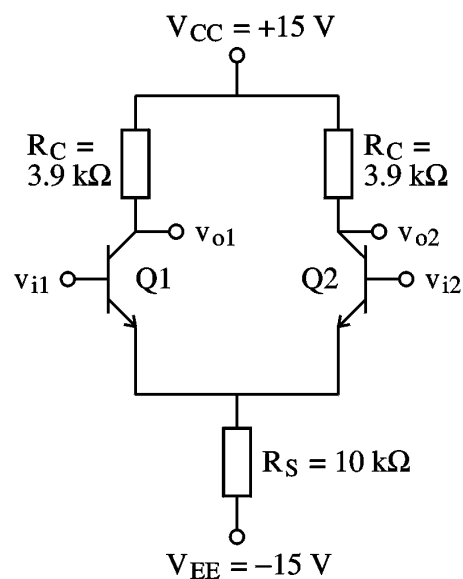 V_CC = +15 V
R_C =
3.9 kΩ
R_C =
3.9 kΩ
v_o1
v_o2
v_i1
Q1
Q2
v_i2
R_S = 10 kΩ
V_EE = −15 V